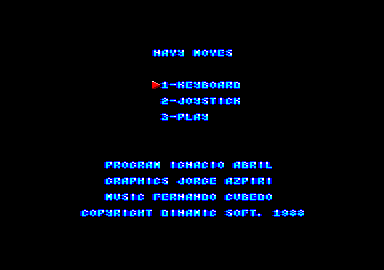 NAVY MOVES
1-KEYBOARD
2-JOYSTICK
3-PLAY
PROGRAM IGNACIO ABRIL
GRAPHICS JORGE AZPIRI
MUSIC FERNANDO CUBEDO
COPYRIGHT DINAMIC SOFT. 1988